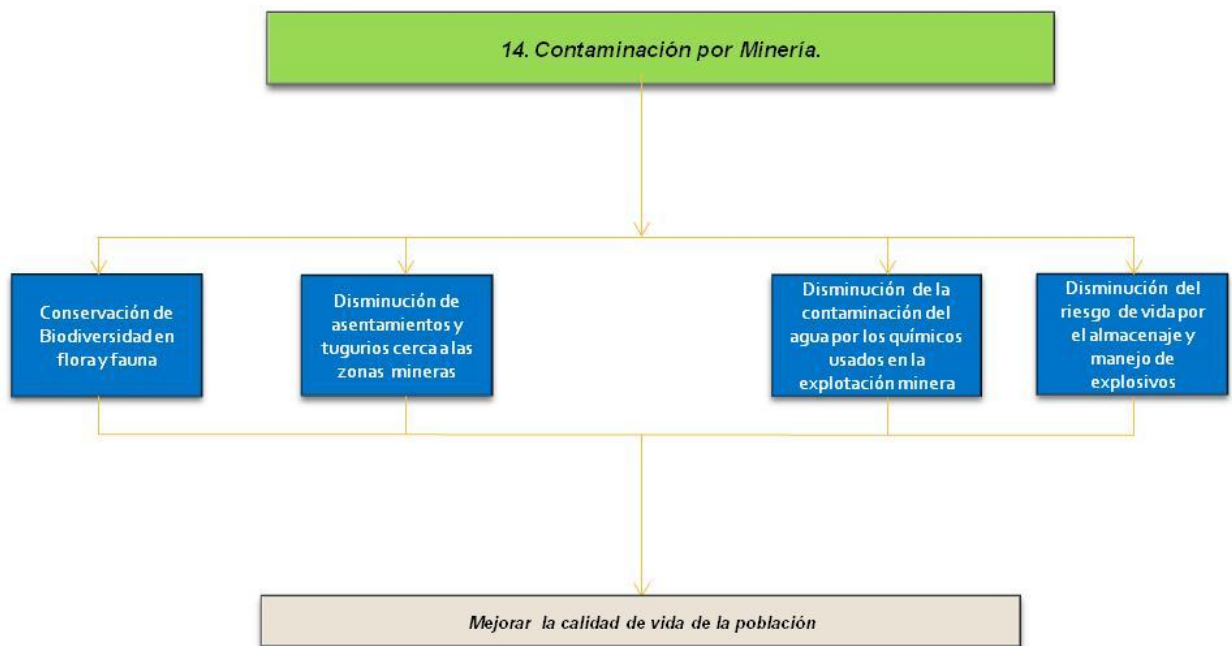 14. Contaminación por Minería.
Conservación de
Biodiversidad en
flora y fauna
Disminución de
asentamientos y
tugurios cerca a las
zonas mineras
Disminución de la
contaminación del
agua por los químicos
usados en la
explotación minera
Disminución del
riesgo de vida por
el almacenaje y
manejo de
explosivos
Mejorar la calidad de vida de la población